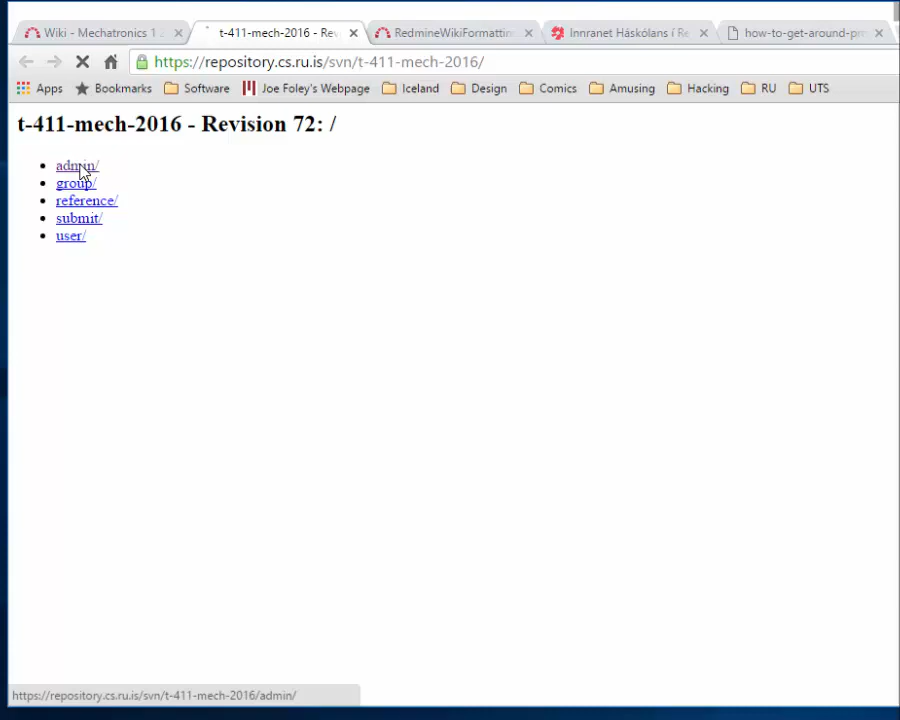 Wiki - Mechatronics 1 2
t-411-mech-2016 - Rev
RedmineWikiFormattin
Innranet Háskólans í Re
how-to-get-around-pr
https://repository.cs.ru.is/svn/t-411-mech-2016/
Apps Bookmarks Software Joe Foley's Webpage Iceland Design Comics Amusing Hacking RU UTS
t-411-mech-2016 - Revision 72: /
admin/
group/
reference/
submit/
user/
https://repository.cs.ru.is/svn/t-411-mech-2016/admin/